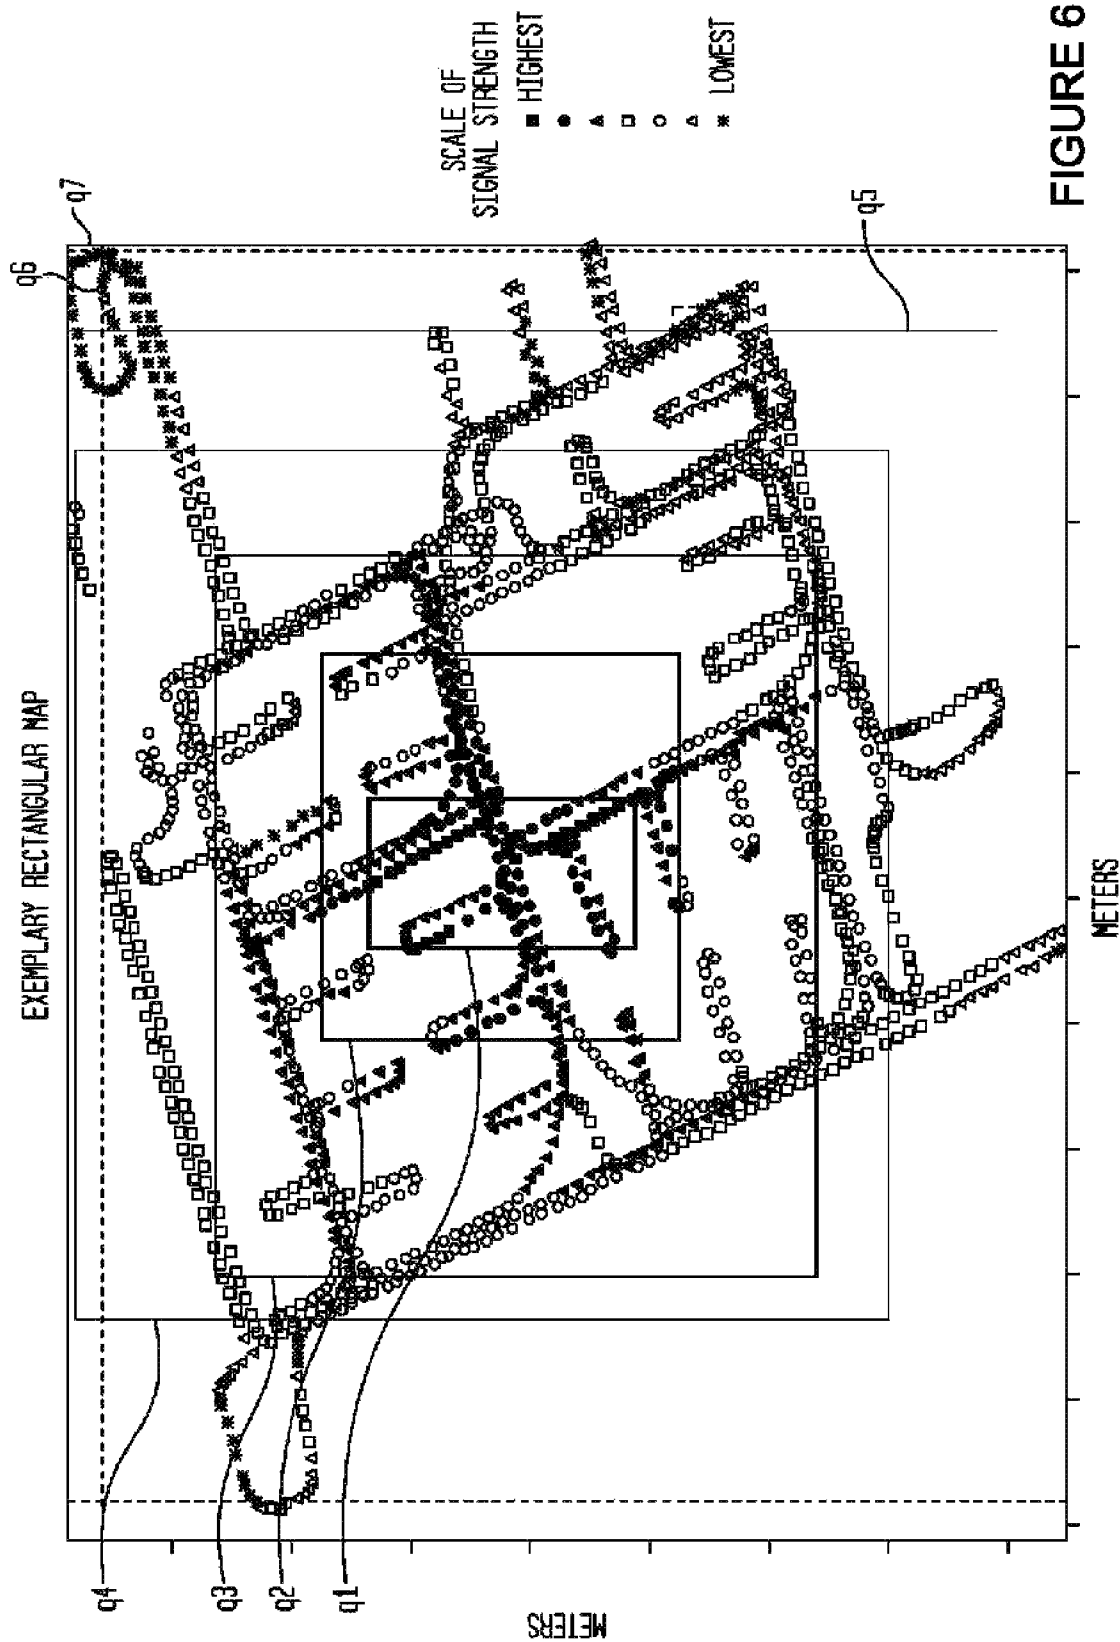 EXEMPLARY RECTANGULAR MAP
SCALE OF
SIGNAL STRENGTH
HIGHEST
LOWEST
q7
q6
q5
q4
q3
q2
q1
METERS
METERS
FIGURE 6